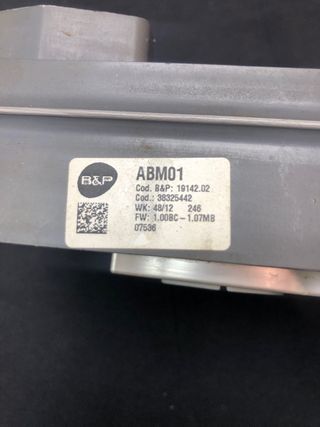 B&P
ABM01
Cod. B&P: 19142.02
Cod.: 38325442
WK: 48/12 246
FW: 1.00BC-1.07MB
07536